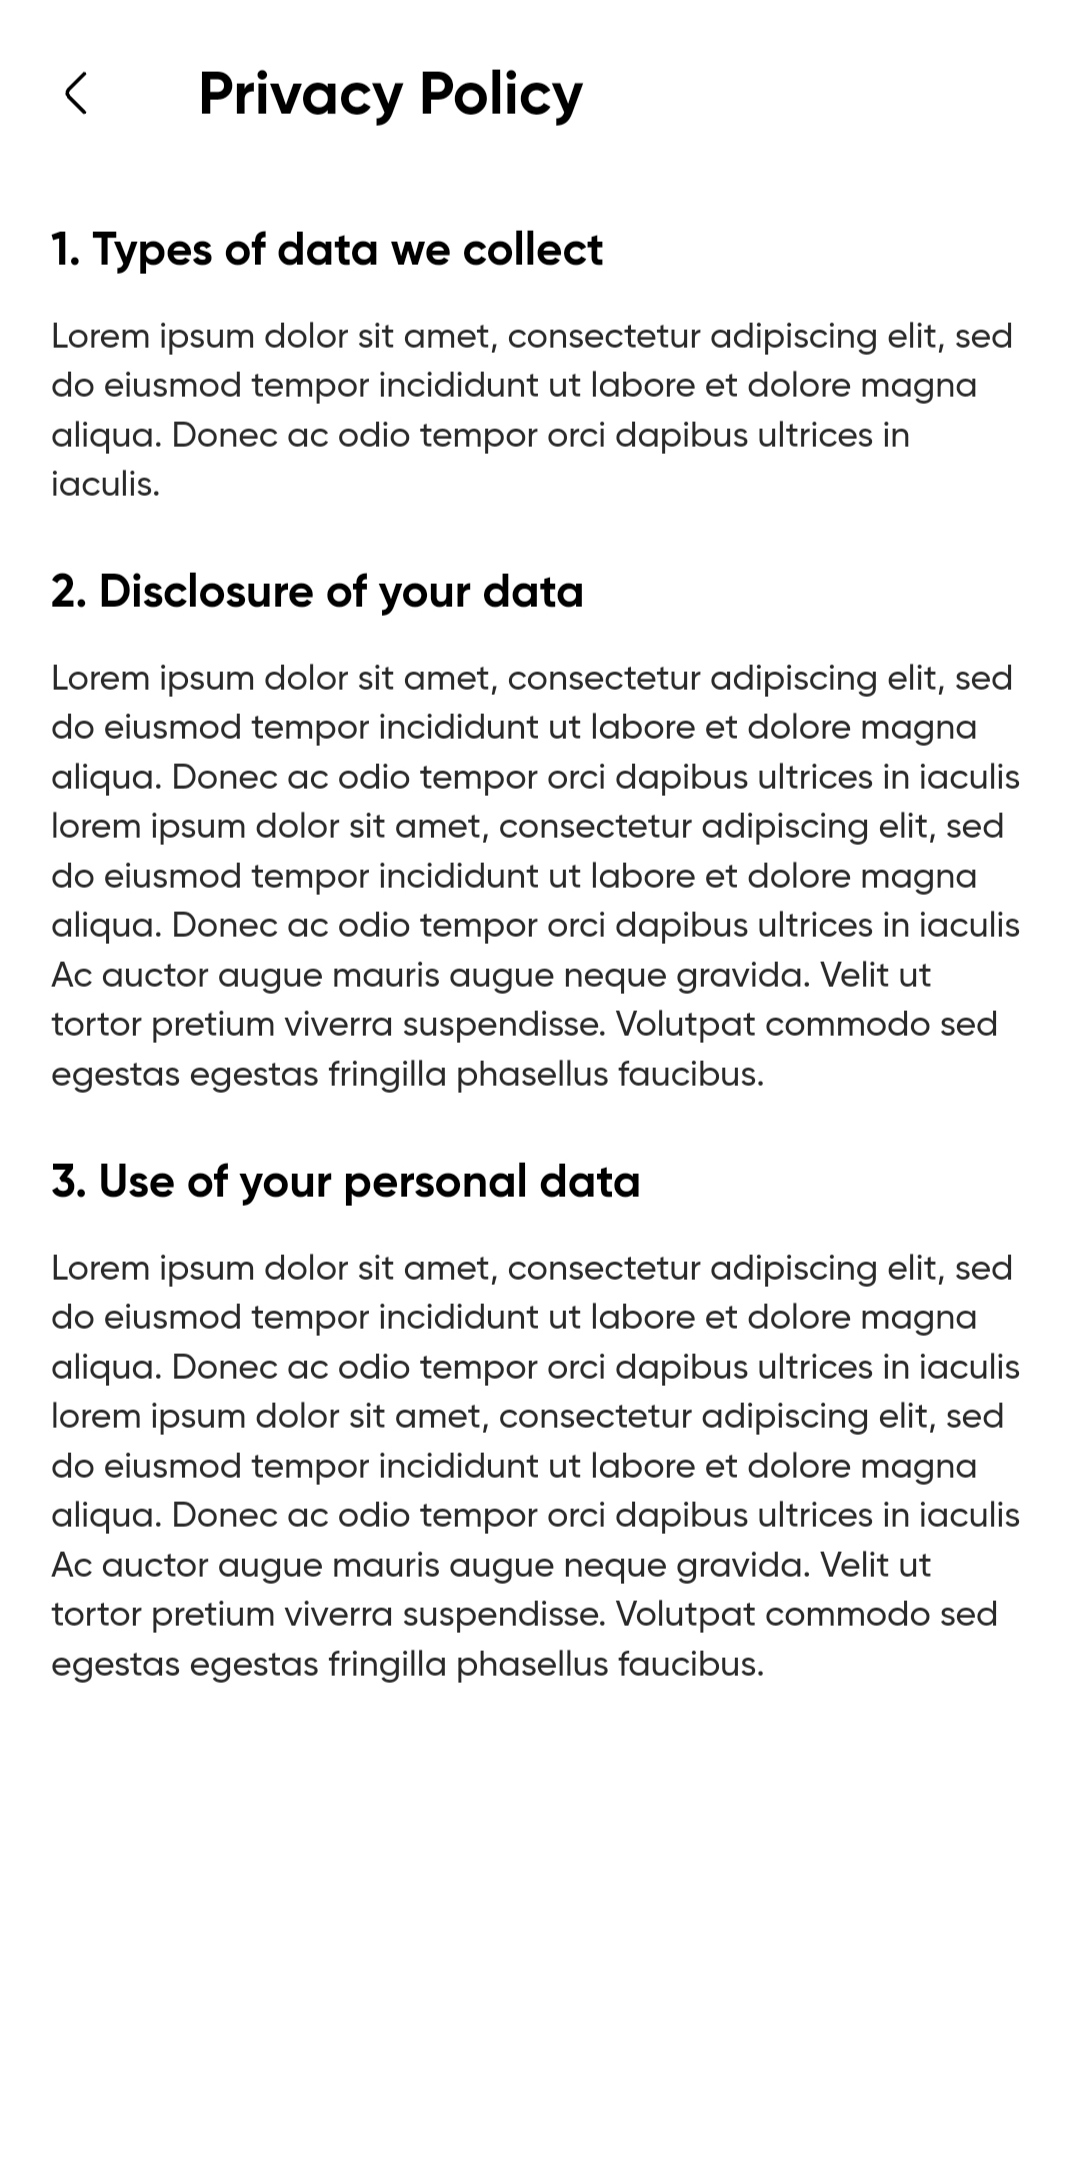 Privacy Policy
1. Types of data we collect
Lorem ipsum dolor sit amet, consectetur adipiscing elit, sed
do eiusmod tempor incididunt ut labore et dolore magna
aliqua. Donec ac odio tempor orci dapibus ultrices in
iaculis.
2. Disclosure of your data
Lorem ipsum dolor sit amet, consectetur adipiscing elit, sed
do eiusmod tempor incididunt ut labore et dolore magna
aliqua. Donec ac odio tempor orci dapibus ultrices in iaculis
lorem ipsum dolor sit amet, consectetur adipiscing elit, sed
do eiusmod tempor incididunt ut labore et dolore magna
aliqua. Donec ac odio tempor orci dapibus ultrices in iaculis
Ac auctor augue mauris augue neque gravida. Velit ut
tortor pretium viverra suspendisse. Volutpat commodo sed
egestas egestas fringilla phasellus faucibus.
3. Use of your personal data
Lorem ipsum dolor sit amet, consectetur adipiscing elit, sed
do eiusmod tempor incididunt ut labore et dolore magna
aliqua. Donec ac odio tempor orci dapibus ultrices in iaculis
lorem ipsum dolor sit amet, consectetur adipiscing elit, sed
do eiusmod tempor incididunt ut labore et dolore magna
aliqua. Donec ac odio tempor orci dapibus ultrices in iaculis
Ac auctor augue mauris augue neque gravida. Velit ut
tortor pretium viverra suspendisse. Volutpat commodo sed
egestas egestas fringilla phasellus faucibus.